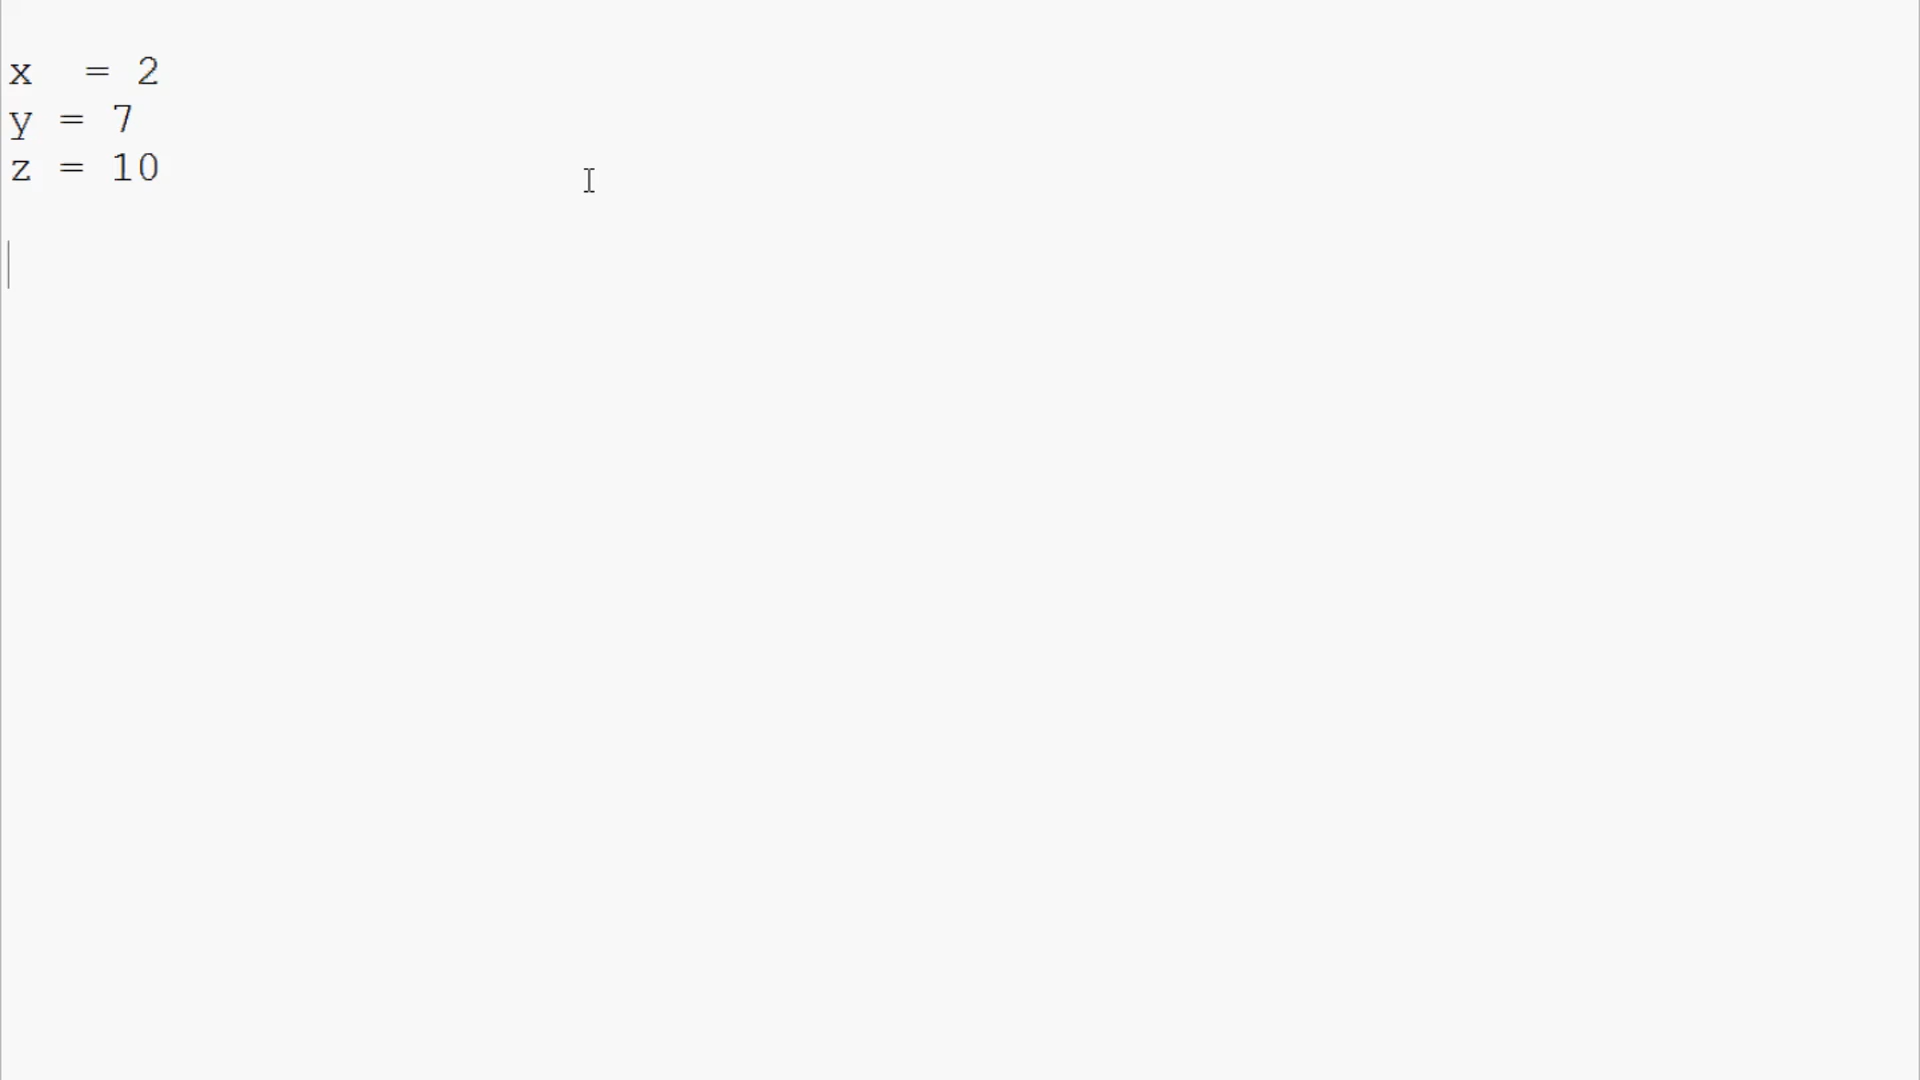 x  = 2
y = 7
z = 10